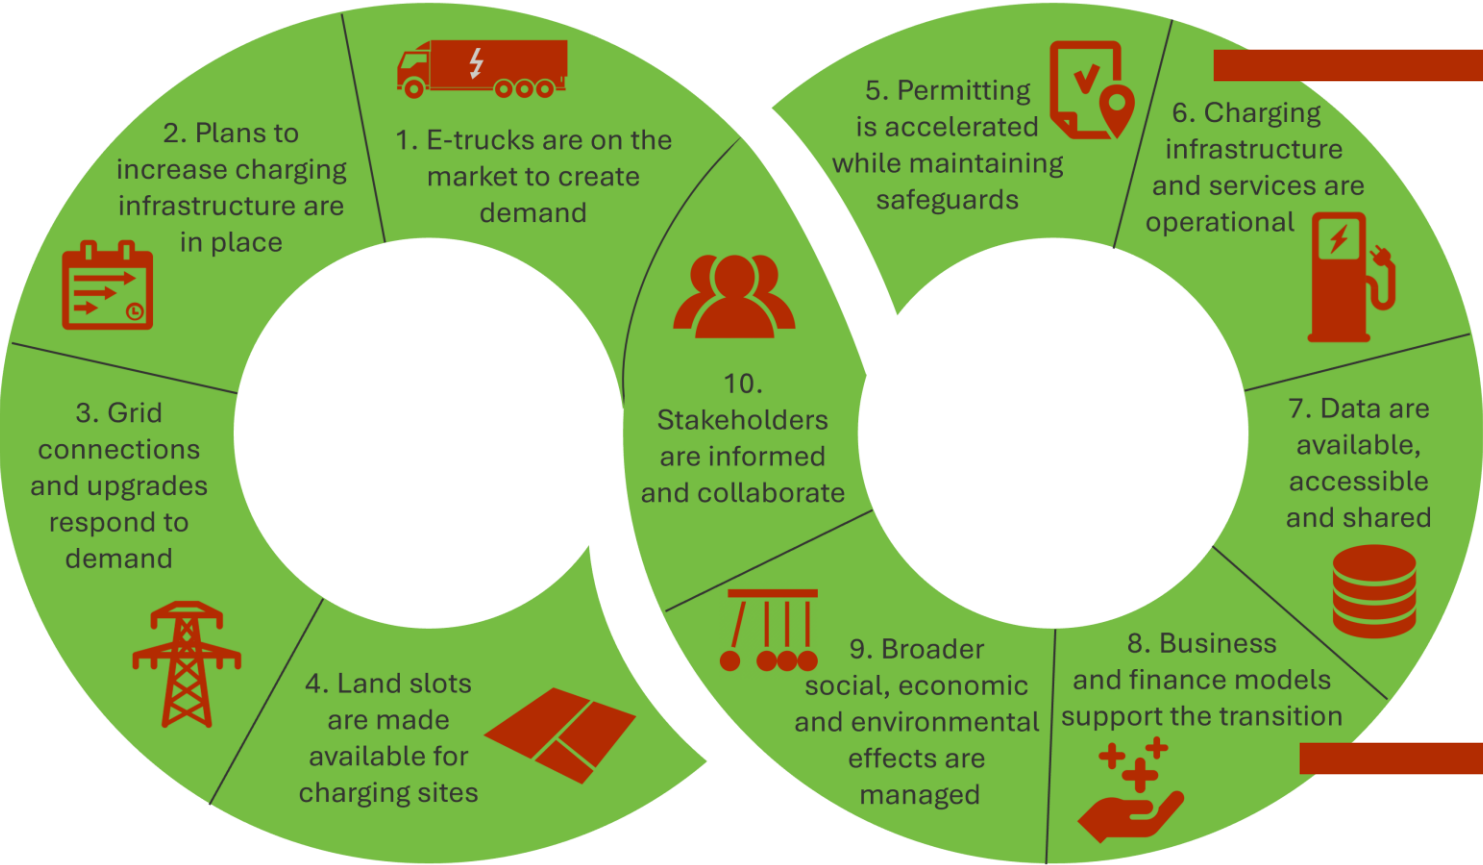 1. E-trucks are on the
market to create
demand
2. Plans to
increase charging
infrastructure are
in place
3. Grid
connections
and upgrades
respond to
demand
4. Land slots
are made
available for
charging sites
5. Permitting
is accelerated
while maintaining
safeguards
6. Charging
infrastructure
and services are
operational
7. Data are
available,
accessible
and shared
8. Business
and finance models
support the transition
9. Broader
social, economic
and environmental
effects are
managed
10.
Stakeholders
are informed
and collaborate